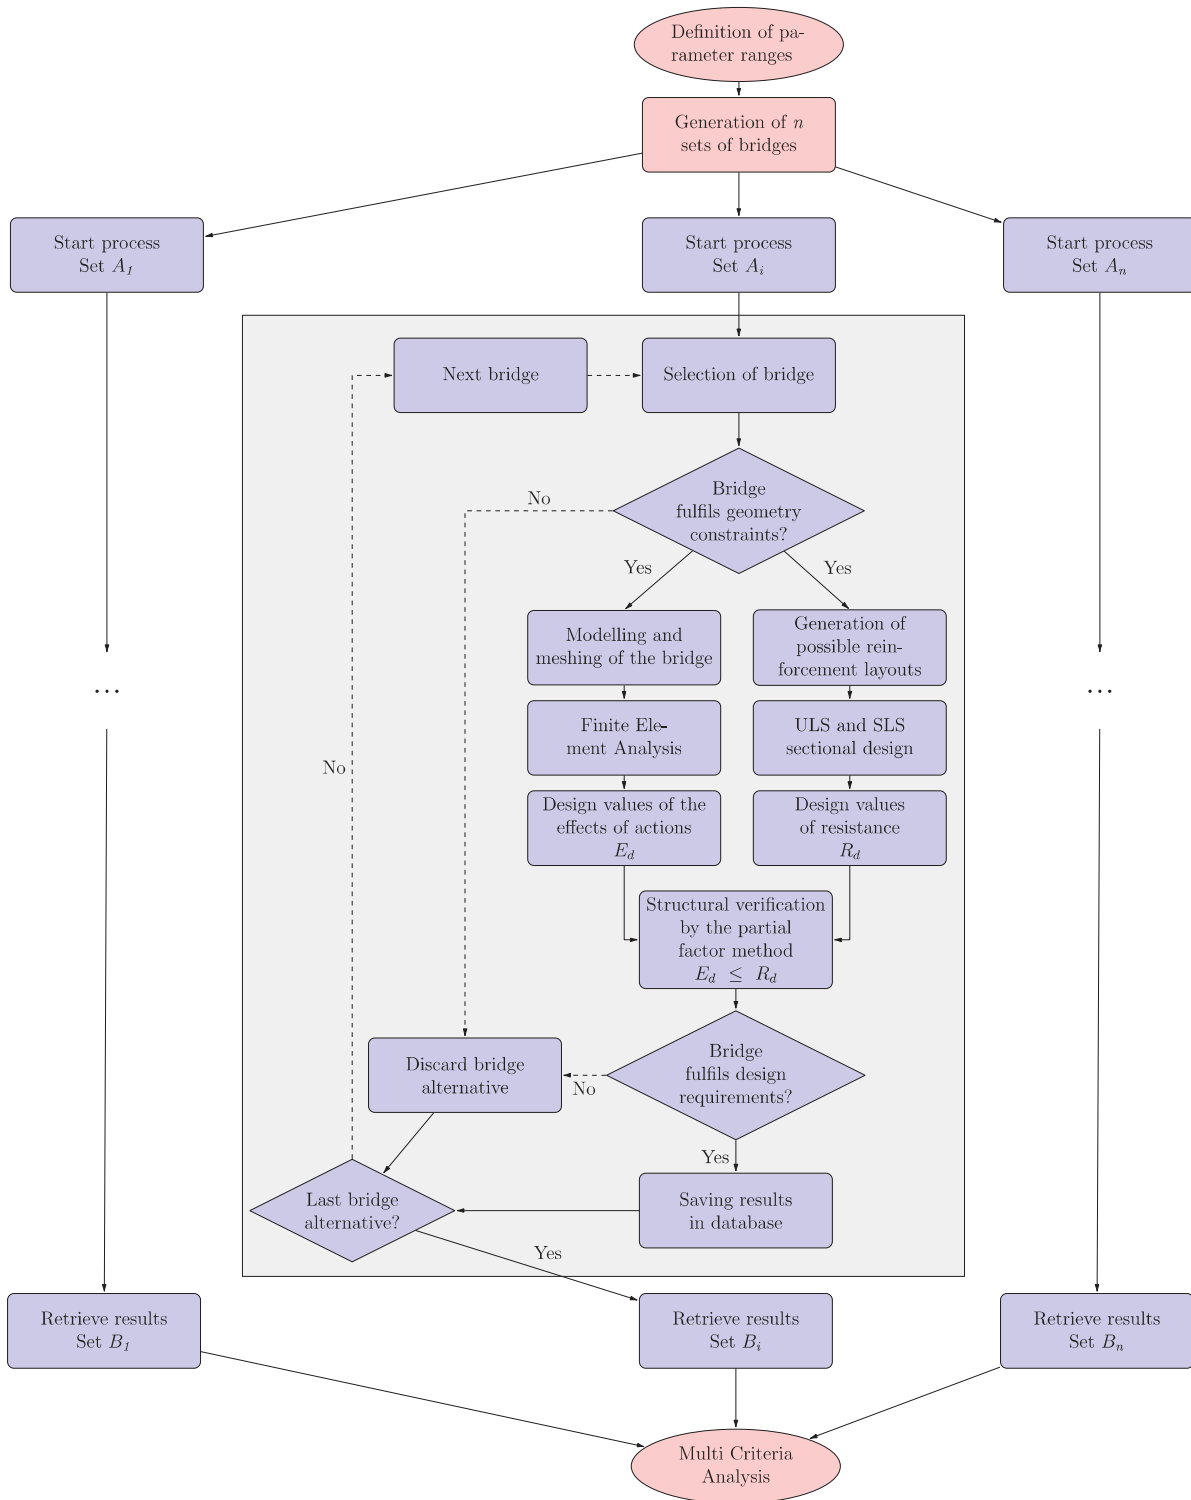 Definition of pa-
rameter ranges
Generation of n
sets of bridges
Start process
Set A1
Start process
Set Ai
Start process
Set An
Next bridge
Selection of bridge
Bridge
fulfils geometry
constraints?
No
Yes
Yes
Modelling and
meshing of the bridge
Generation of
possible rein-
forcement layouts
...
...
Finite Ele-
ment Analysis
ULS and SLS
sectional design
No
Design values of the
effects of actions
Ed
Design values
of resistance
Rd
Structural verification
by the partial
factor method
Ed ≤ Rd
Discard bridge
alternative
No
Bridge
fulfils design
requirements?
Yes
Last bridge
alternative?
Saving results
in database
Yes
Retrieve results
Set B1
Retrieve results
Set Bi
Retrieve results
Set Bn
Multi Criteria
Analysis